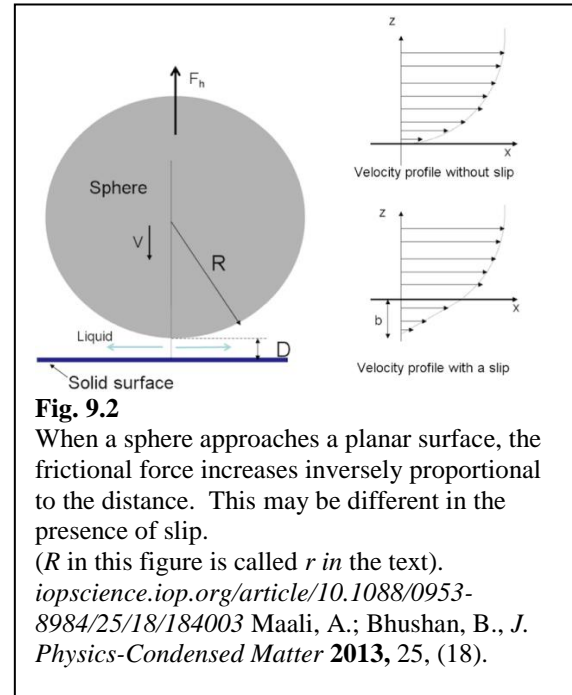 F h
Sphere
V
R
Liquid
D
Solid surface
z
x
Velocity profile without slip
z
b
x
Velocity profile with a slip
Fig. 9.2
When a sphere approaches a planar surface, the
frictional force increases inversely proportional
to the distance.  This may be different in the
presence of slip.
(R in this figure is called r in the text).
iopscience.iop.org/article/10.1088/0953-
8984/25/18/184003 Maali, A.; Bhushan, B., J.
Physics-Condensed Matter 2013, 25, (18).